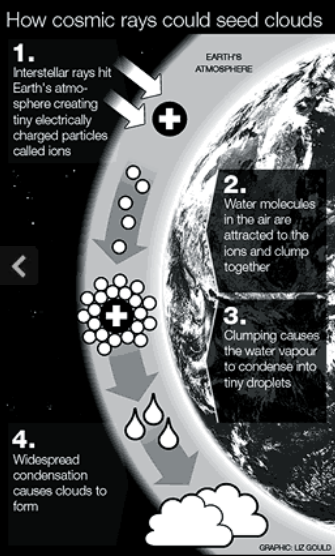 How cosmic rays could seed clouds
1.
Interstellar rays hit
Earth's atmo-
sphere creating
tiny electrically
charged particles
called ions
EARTH'S
ATMOSPHERE
2.
Water molecules
in the air are
attracted to the
ions and clump
together
3.
Clumping causes
the water vapour
to condense into
tiny droplets
4.
Widespread
condensation
causes clouds to
form
GRAPHIC: LIZ GOULD